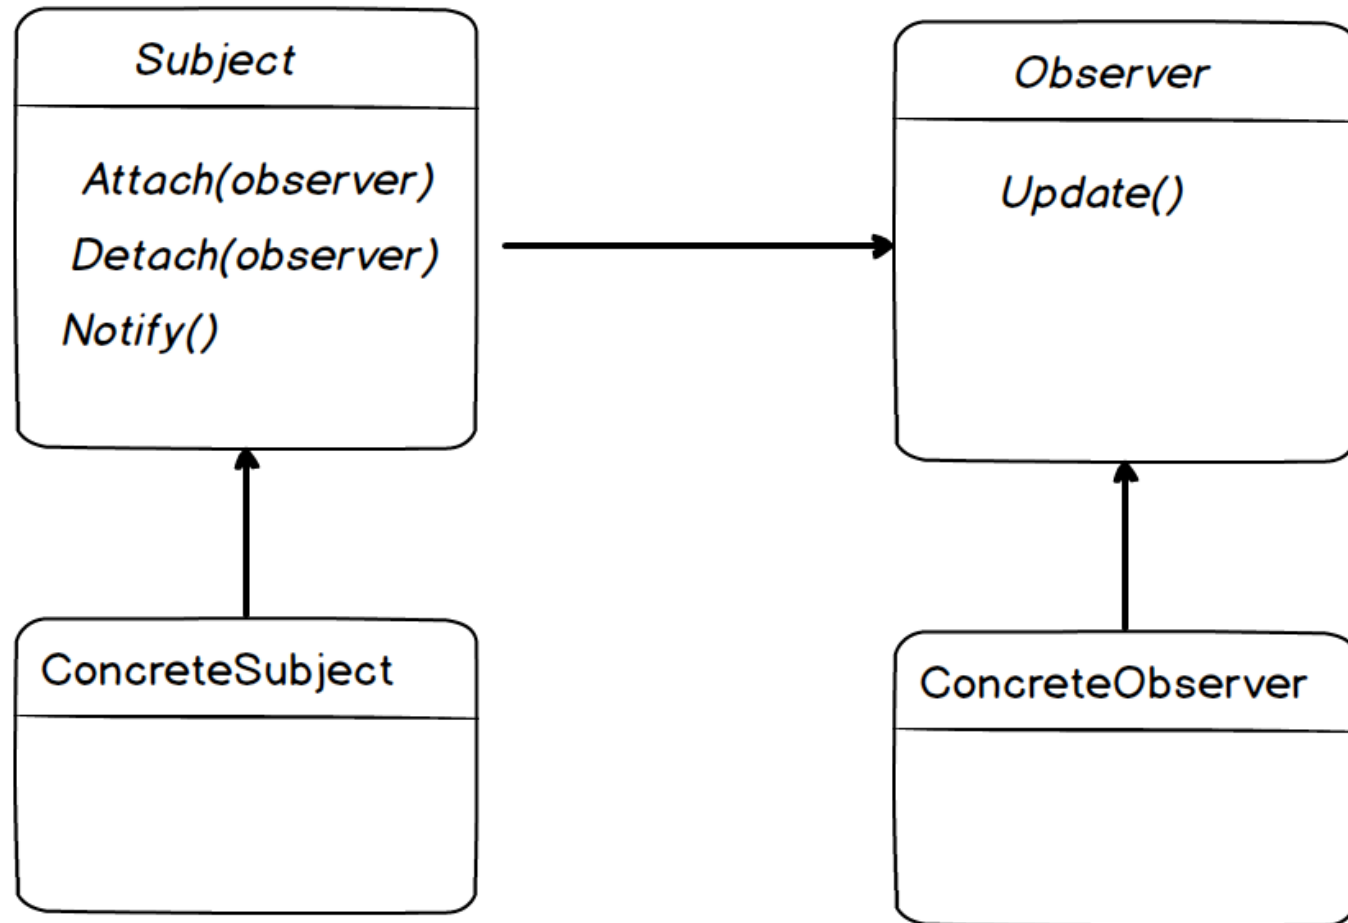 Subject
Attach(observer)
Detach(observer)
Notify()
Observer
Update()
ConcreteSubject
ConcreteObserver